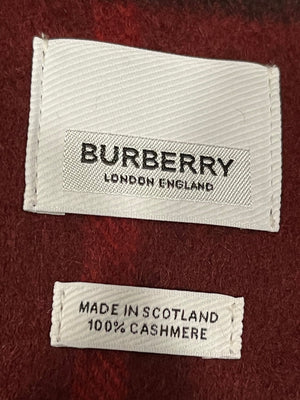 BURBERRY
LONDON ENGLAND
MADE IN SCOTLAND
100% CASHMERE